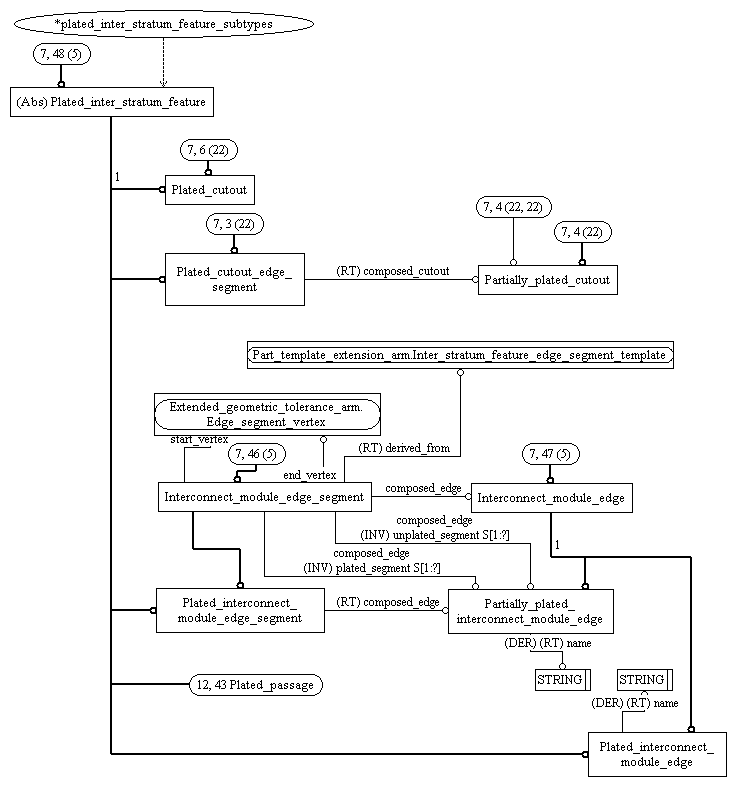 *plated_inter_stratum_feature_subtypes
7, 48 (5)
(Abs) Plated_inter_stratum_feature
7, 6 (22)
1
Plated_cutout
7, 3 (22)
7, 4 (22, 22)
7, 4 (22)
Plated_cutout_edge_
segment
(RT) composed_cutout
Partially_plated_cutout
Part_template_extension_arm.Inter_stratum_feature_edge_segment_template
Extended_geometric_tolerance_arm.
Edge_segment_vertex
start_vertex
7, 46 (5)
(RT) derived_from
7, 47 (5)
end_vertex
Interconnect_module_edge_segment
composed_edge
Interconnect_module_edge
composed_edge
(INV) unplated_segment S[1:?]
1
composed_edge
(INV) plated_segment S[1:?]
Plated_interconnect_
module_edge_segment
(RT) composed_edge
Partially_plated_
interconnect_module_edge
(DER) (RT) name
STRING
STRING
12, 43 Plated_passage
(DER) (RT) name
Plated_interconnect_
module_edge